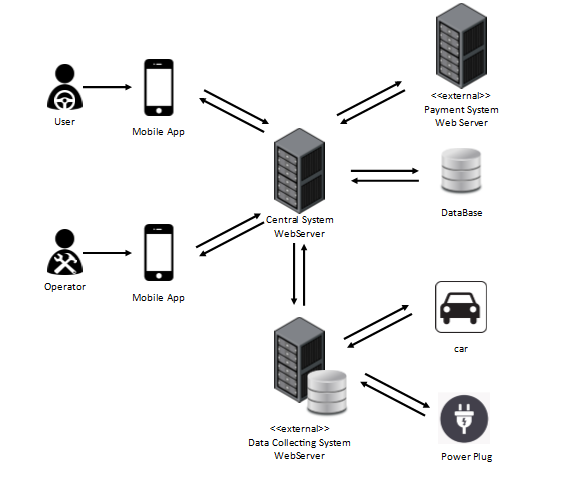 <<external>>
Payment System
Web Server
User
Mobile App
DataBase
Central System
WebServer
Operator
Mobile App
car
<<external>>
Data Collecting System
WebServer
Power Plug